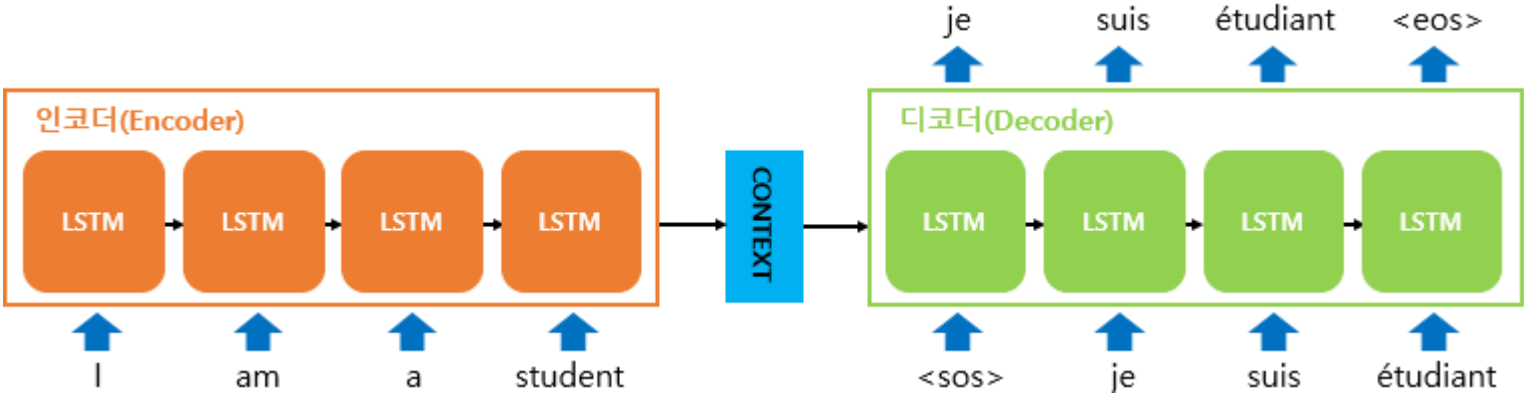 je suis étudiant <eos>
인코더(Encoder)
디코더(Decoder)
LSTM LSTM LSTM LSTM
CONTEXT
LSTM LSTM LSTM LSTM
I am a student
<sos> je suis étudiant